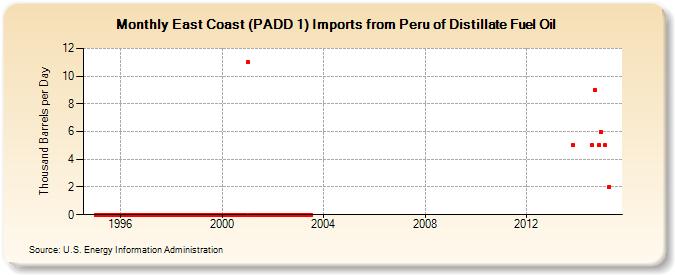 Monthly East Coast (PADD 1) Imports from Peru of Distillate Fuel Oil
Thousand Barrels per Day
12
10
8
6
4
2
0
1996 2000 2004 2008 2012
Source: U.S. Energy Information Administration